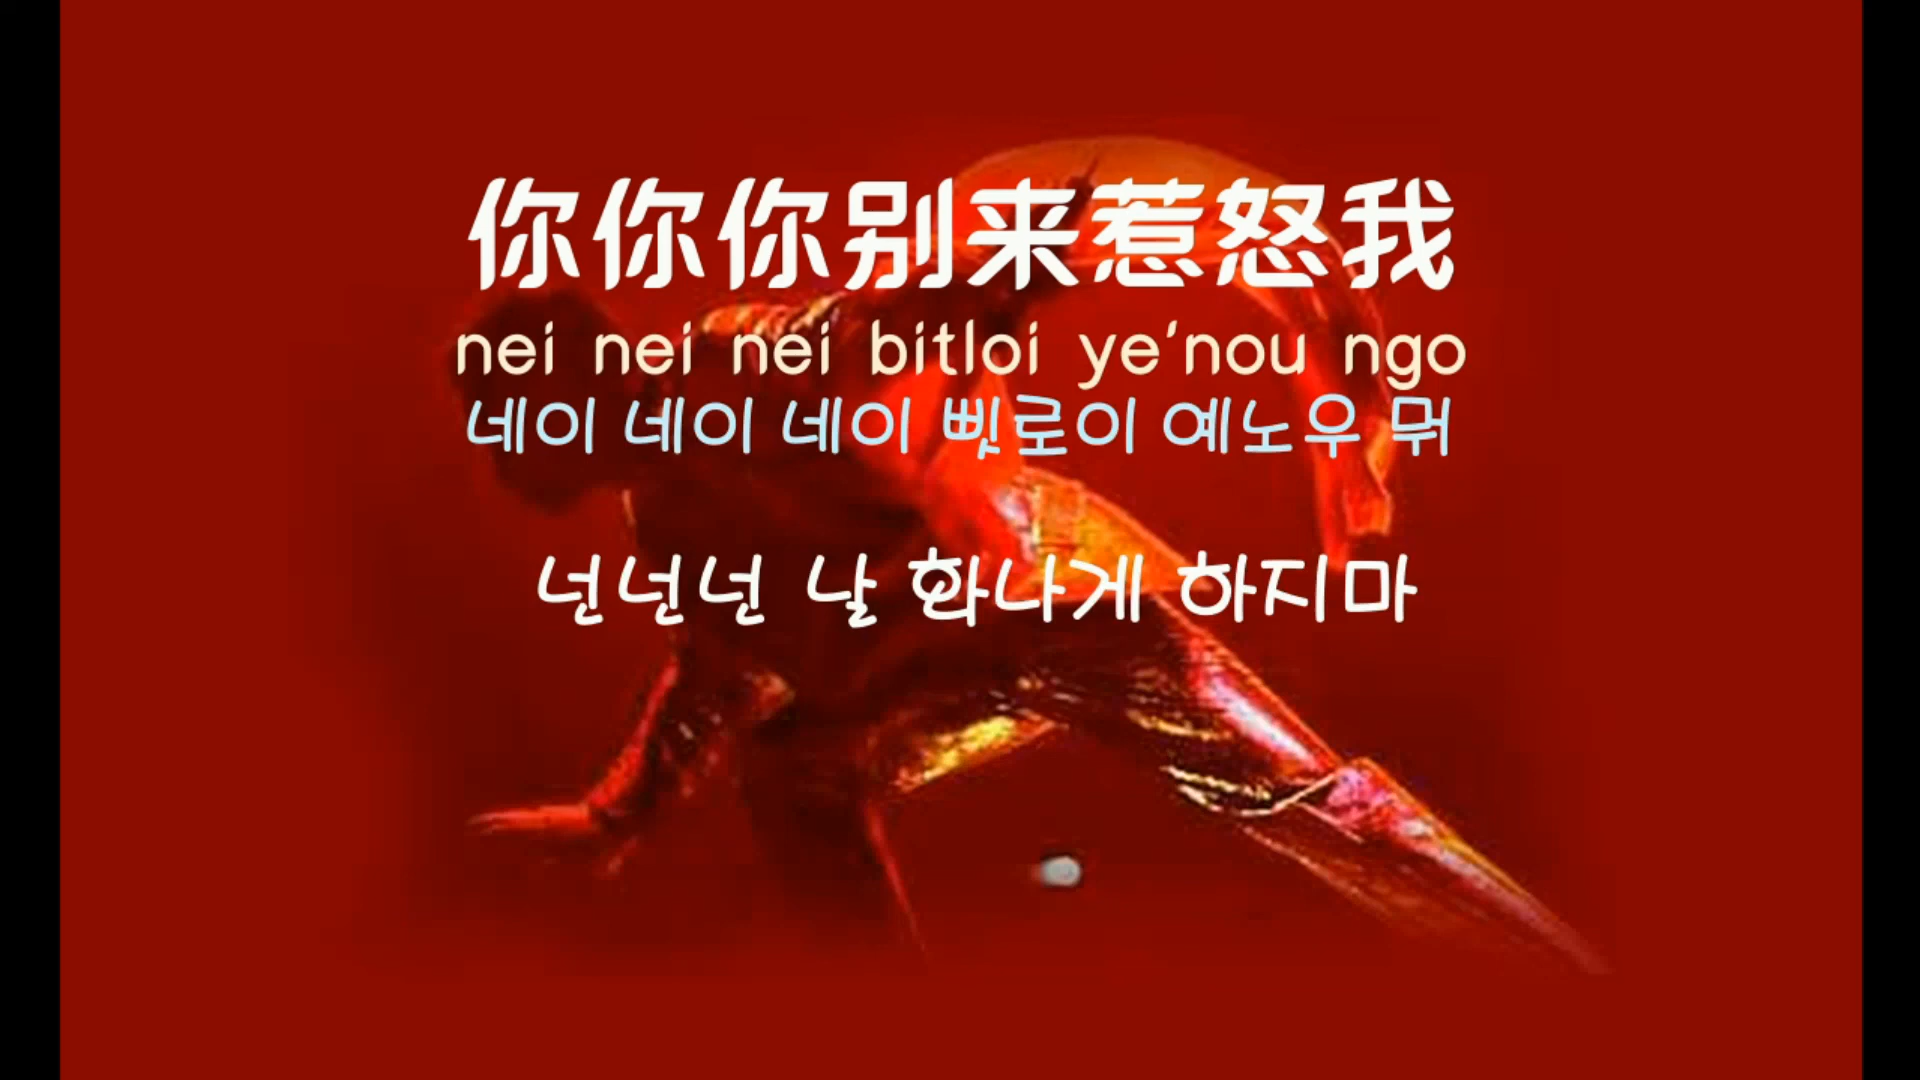 你你你别来惹怒我
nei nei nei bitloi ye'nou ngo
네이 네이 네이 삣로이 예노우 뭐
넌넌넌 날 화나게 하지마